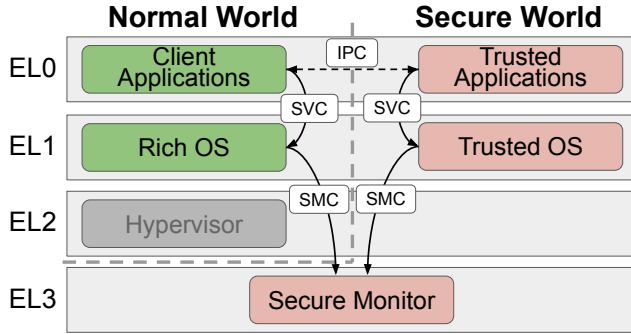 Normal World
Secure World
EL0
Client
Applications
IPC
Trusted
Applications
SVC
SVC
EL1
Rich OS
Trusted OS
SMC
SMC
EL2
Hypervisor
EL3
Secure Monitor